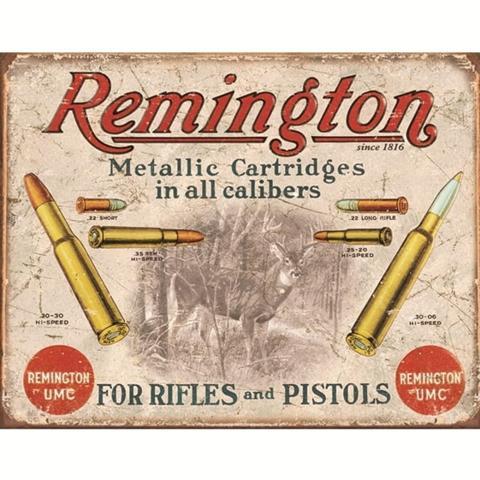 Remington
since 1816
Metallic Cartridges
in all calibers
.22 SHORT
.22 LONG RIFLE
.35 REM
HI-SPEED
25-20
HI-SPEED
.30-30
HI-SPEED
.30-06
HI-SPEED
REMINGTON
UMC
REMINGTON
UMC
FOR RIFLES and PISTOLS